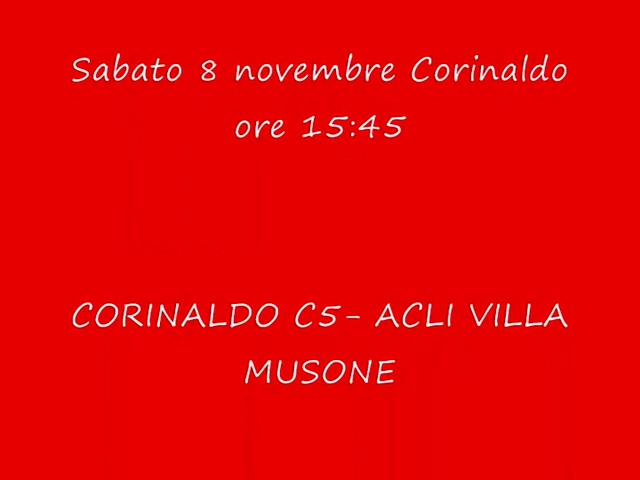 Sabato 8 novembre Corinaldo
ore 15:45
CORINALDO C5- ACLI VILLA
MUSONE